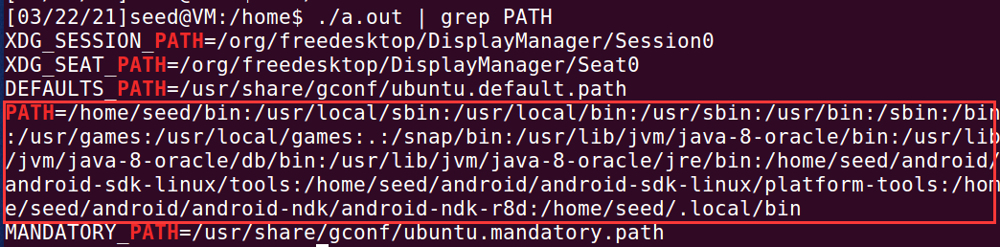 [03/22/21]seed@VM:/home$ ./a.out | grep PATH
XDG_SESSION_PATH=/org/freedesktop/DisplayManager/Session0
XDG_SEAT_PATH=/org/freedesktop/DisplayManager/Seat0
DEFAULTS_PATH=/usr/share/gconf/ubuntu.default.path
PATH=/home/seed/bin:/usr/local/sbin:/usr/local/bin:/usr/sbin:/usr/bin:/sbin:/bin
:/usr/games:/usr/local/games:.:/snap/bin:/usr/lib/jvm/java-8-oracle/bin:/usr/lib
/jvm/java-8-oracle/db/bin:/usr/lib/jvm/java-8-oracle/jre/bin:/home/seed/android/
android-sdk-linux/tools:/home/seed/android/android-sdk-linux/platform-tools:/hom
e/seed/android/android-ndk/android-ndk-r8d:/home/seed/.local/bin
MANDATORY_PATH=/usr/share/gconf/ubuntu.mandatory.path